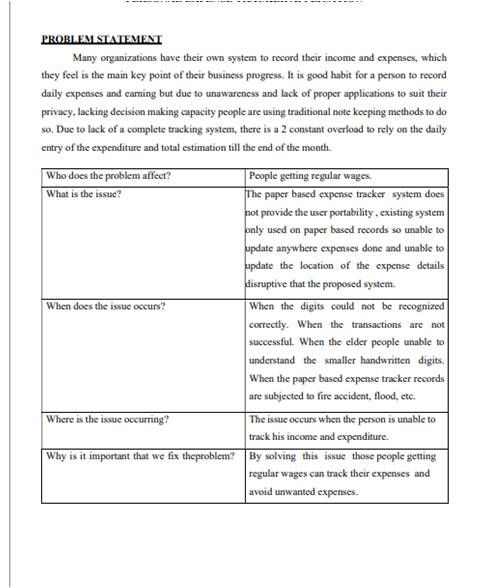 PROBLEM STATEMENT
Many organizations have their own system to record their income and expenses, which
they feel is the main key point of their business progress. It is good habit for a person to record
daily expenses and earning but due to unawareness and lack of proper applications to suit their
privacy, lacking decision making capacity people are using traditional note keeping methods to do
so. Due to lack of a complete tracking system, there is a 2 constant overload to rely on the daily
entry of the expenditure and total estimation till the end of the month.
Who does the problem affect?
People getting regular wages.
What is the issue?
The paper based expense tracker system does
not provide the user portability , existing system
only used on paper based records so unable to
update anywhere expenses done and unable to
update the location of the expense details
disruptive that the proposed system.
When does the issue occurs?
When the digits could not be recognized
correctly. When the transactions are not
successful. When the elder people unable to
understand the smaller handwritten digits.
When the paper based expense tracker records
are subjected to fire accident, flood, etc.
Where is the issue occurring?
The issue occurs when the person is unable to
track his income and expenditure.
Why is it important that we fix theproblem?
By solving this issue those people getting
regular wages can track their expenses and
avoid unwanted expenses.